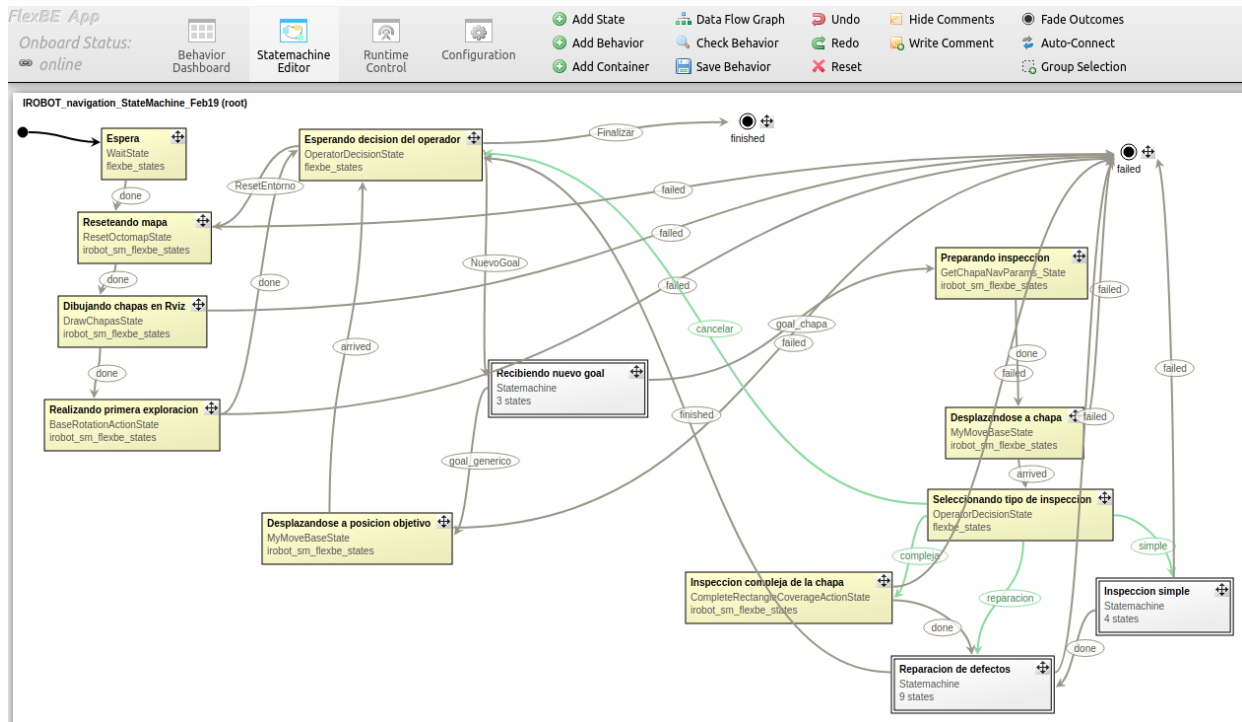 FlexBE App
Onboard Status:
online
Behavior
Dashboard
Statemachine
Editor
Runtime
Control
Configuration
Add State
Add Behavior
Add Container
Data Flow Graph
Check Behavior
Save Behavior
Undo
Redo
Reset
Hide Comments
Write Comment
Fade Outcomes
Auto-Connect
Group Selection
IROBOT_navigation_StateMachine_Feb19 (root)
Espera
WaitState
flexbe_states
Esperando decision del operador
OperatorDecisionState
flexbe_states
Finalizar
finished
failed
done
ResetEntorno
failed
Reseteando mapa
ResetOctomapState
irobot_sm_flexbe_states
failed
NuevoGoal
Preparando inspeccion
GetChapaNavParams_State
irobot_sm_flexbe_states
done
done
failed
failed
Dibujando chapas en Rviz
DrawChapasState
irobot_sm_flexbe_states
cancelar
goal_chapa
arrived
failed
done
failed
failed
done
Recibiendo nuevo goal
Statemachine
3 states
Realizando primera exploracion
BaseRotationActionState
irobot_sm_flexbe_states
finished
Desplazandose a chapa
MyMoveBaseState
irobot_sm_flexbe_states
failed
goal_generico
arrived
Seleccionando tipo de inspeccion
OperatorDecisionState
flexbe_states
Desplazandose a posicion objetivo
MyMoveBaseState
irobot_sm_flexbe_states
compleja
simple
Inspeccion compleja de la chapa
CompleteRectangleCoverageActionState
irobot_sm_flexbe_states
reparacion
Inspeccion simple
Statemachine
4 states
done
done
Reparacion de defectos
Statemachine
9 states